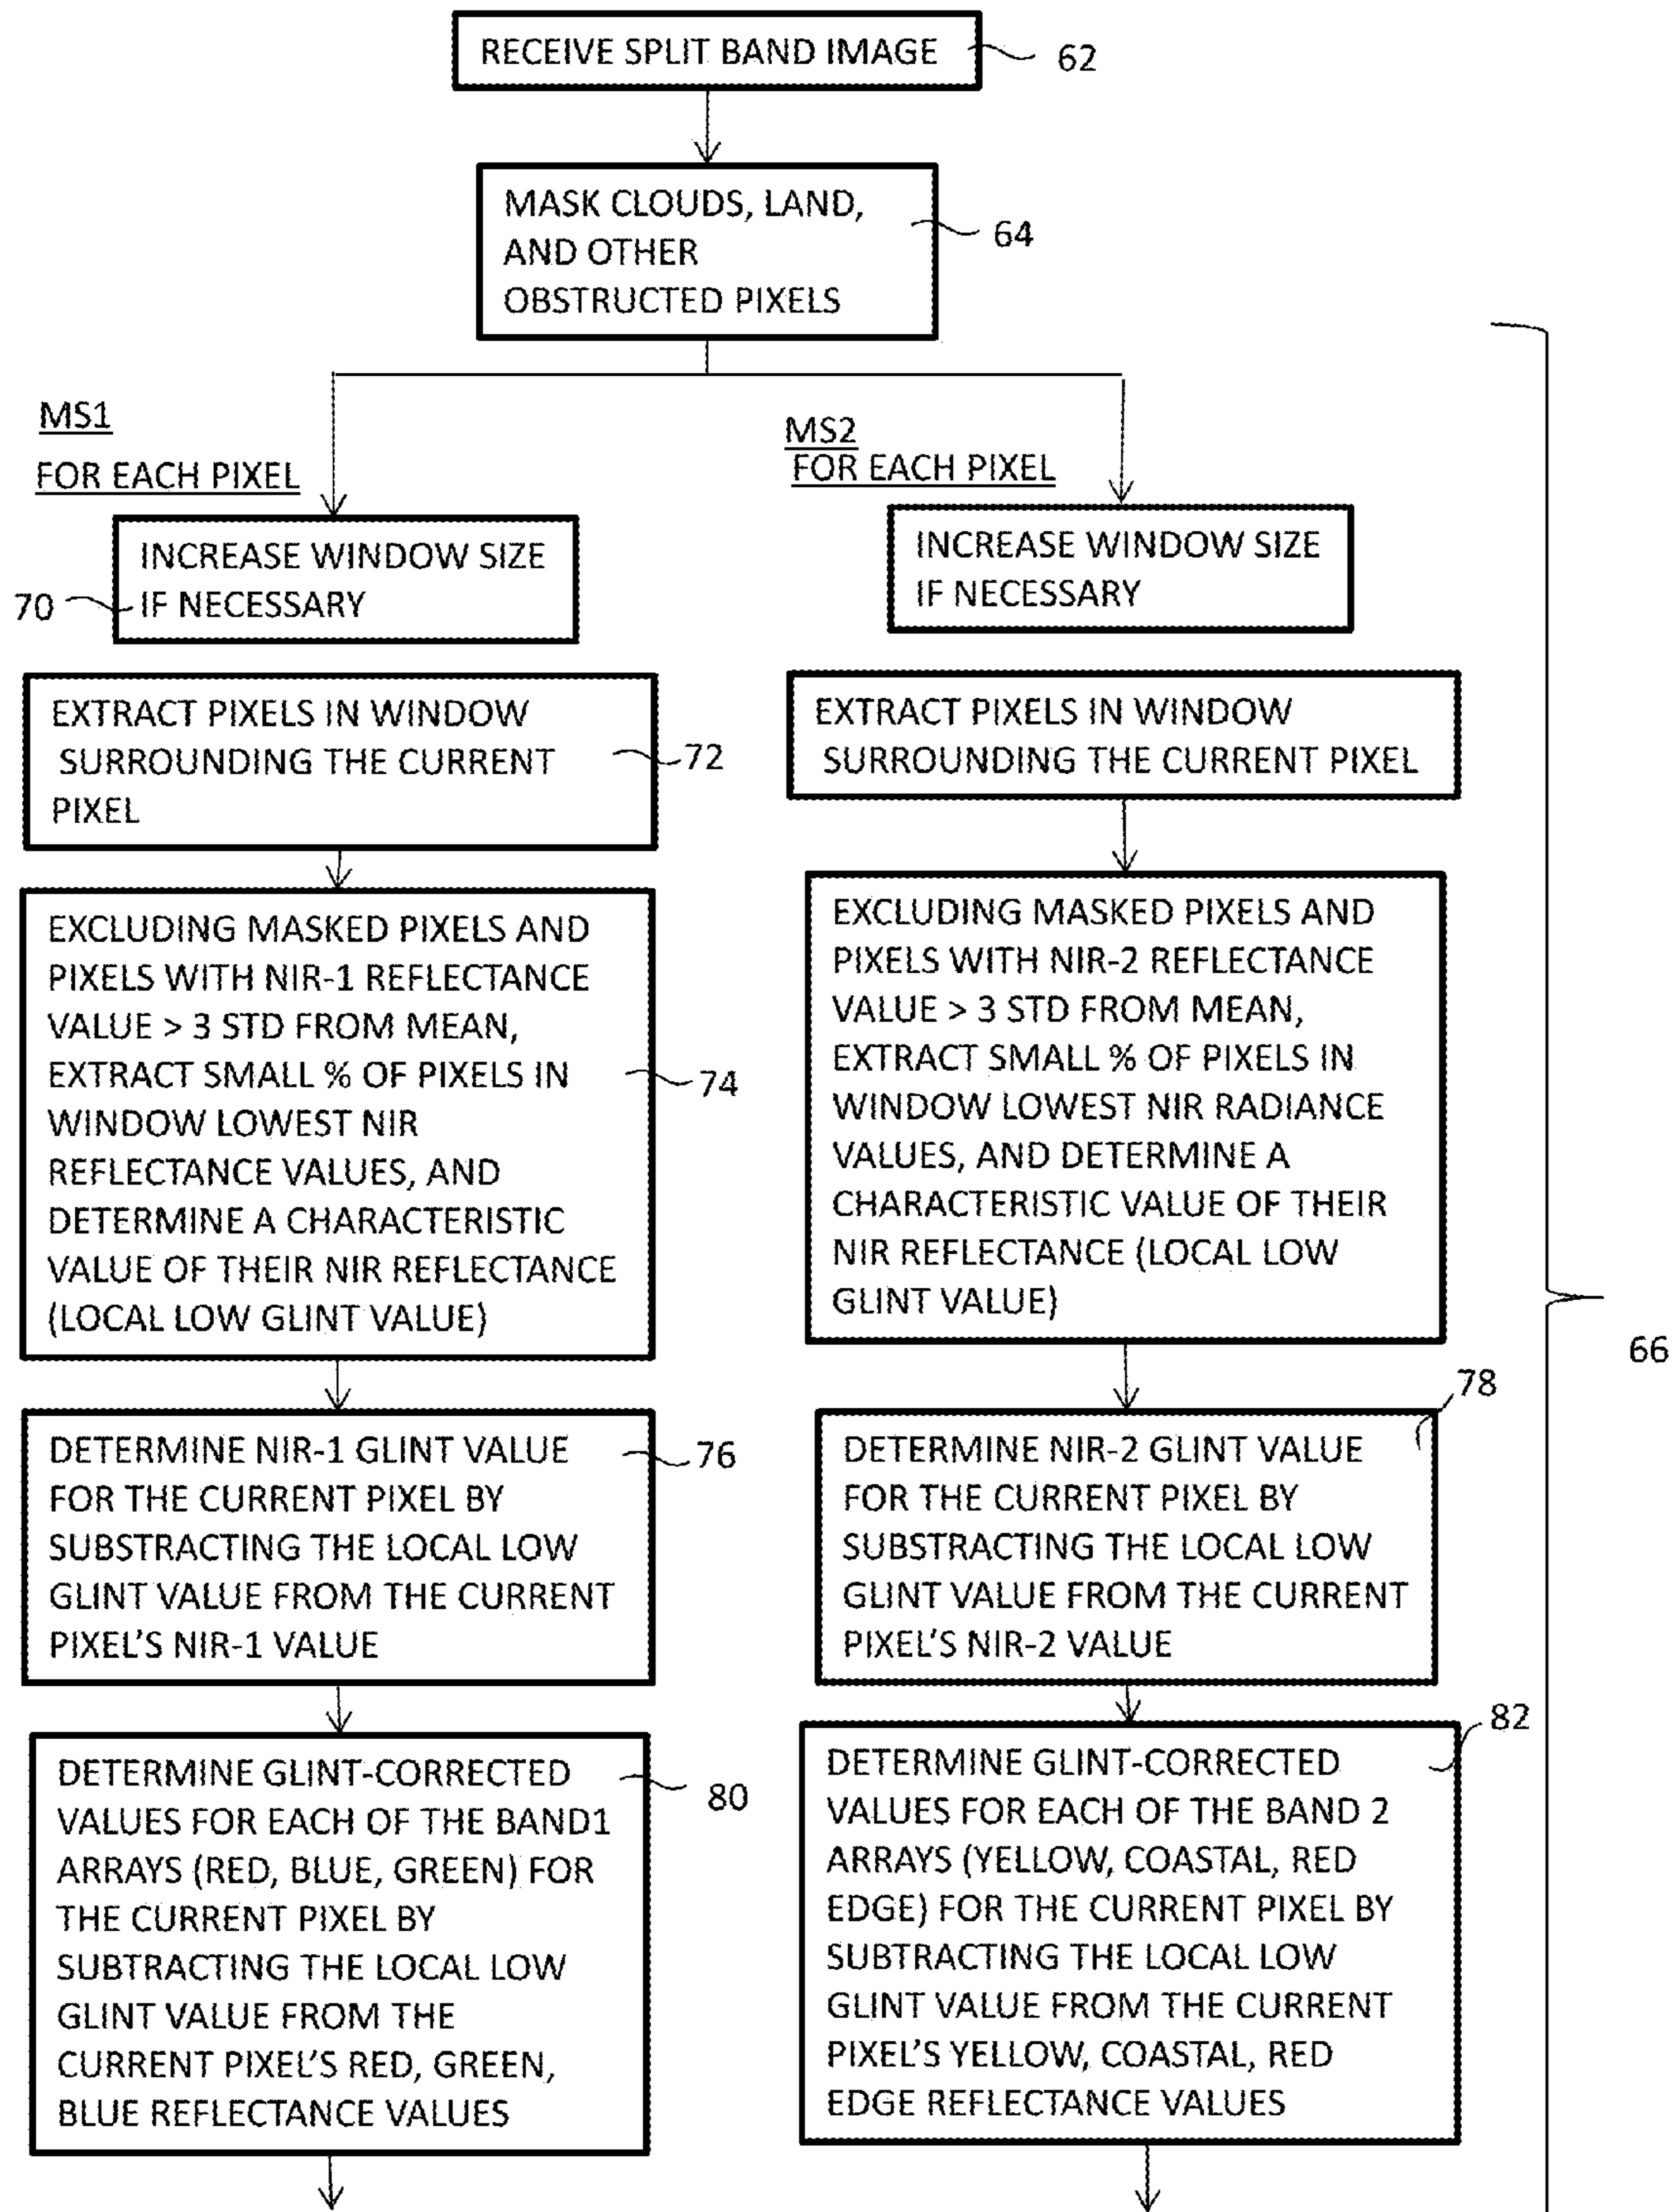 RECEIVE SPLIT BAND IMAGE
62
MASK CLOUDS, LAND,
AND OTHER
OBSTRUCTED PIXELS
64
MS1
FOR EACH PIXEL
INCREASE WINDOW SIZE
IF NECESSARY
70
EXTRACT PIXELS IN WINDOW
SURROUNDING THE CURRENT
PIXEL
72
EXCLUDING MASKED PIXELS AND
PIXELS WITH NIR-1 REFLECTANCE
VALUE > 3 STD FROM MEAN,
EXTRACT SMALL % OF PIXELS IN
WINDOW LOWEST NIR
REFLECTANCE VALUES, AND
DETERMINE A CHARACTERISTIC
VALUE OF THEIR NIR REFLECTANCE
(LOCAL LOW GLINT VALUE)
74
DETERMINE NIR-1 GLINT VALUE
FOR THE CURRENT PIXEL BY
SUBSTRACTING THE LOCAL LOW
GLINT VALUE FROM THE CURRENT
PIXEL'S NIR-1 VALUE
76
DETERMINE GLINT-CORRECTED
VALUES FOR EACH OF THE BAND1
ARRAYS (RED, BLUE, GREEN) FOR
THE CURRENT PIXEL BY
SUBTRACTING THE LOCAL LOW
GLINT VALUE FROM THE
CURRENT PIXEL'S RED, GREEN,
BLUE REFLECTANCE VALUES
80
MS2
FOR EACH PIXEL
INCREASE WINDOW SIZE
IF NECESSARY
EXTRACT PIXELS IN WINDOW
SURROUNDING THE CURRENT PIXEL
EXCLUDING MASKED PIXELS AND
PIXELS WITH NIR-2 REFLECTANCE
VALUE > 3 STD FROM MEAN,
EXTRACT SMALL % OF PIXELS IN
WINDOW LOWEST NIR RADIANCE
VALUES, AND DETERMINE A
CHARACTERISTIC VALUE OF THEIR
NIR REFLECTANCE (LOCAL LOW
GLINT VALUE)
DETERMINE NIR-2 GLINT VALUE
FOR THE CURRENT PIXEL BY
SUBSTRACTING THE LOCAL LOW
GLINT VALUE FROM THE CURRENT
PIXEL'S NIR-2 VALUE
78
DETERMINE GLINT-CORRECTED
VALUES FOR EACH OF THE BAND 2
ARRAYS (YELLOW, COASTAL, RED
EDGE) FOR THE CURRENT PIXEL BY
SUBTRACTING THE LOCAL LOW
GLINT VALUE FROM THE CURRENT
PIXEL'S YELLOW, COASTAL, RED
EDGE REFLECTANCE VALUES
82
66